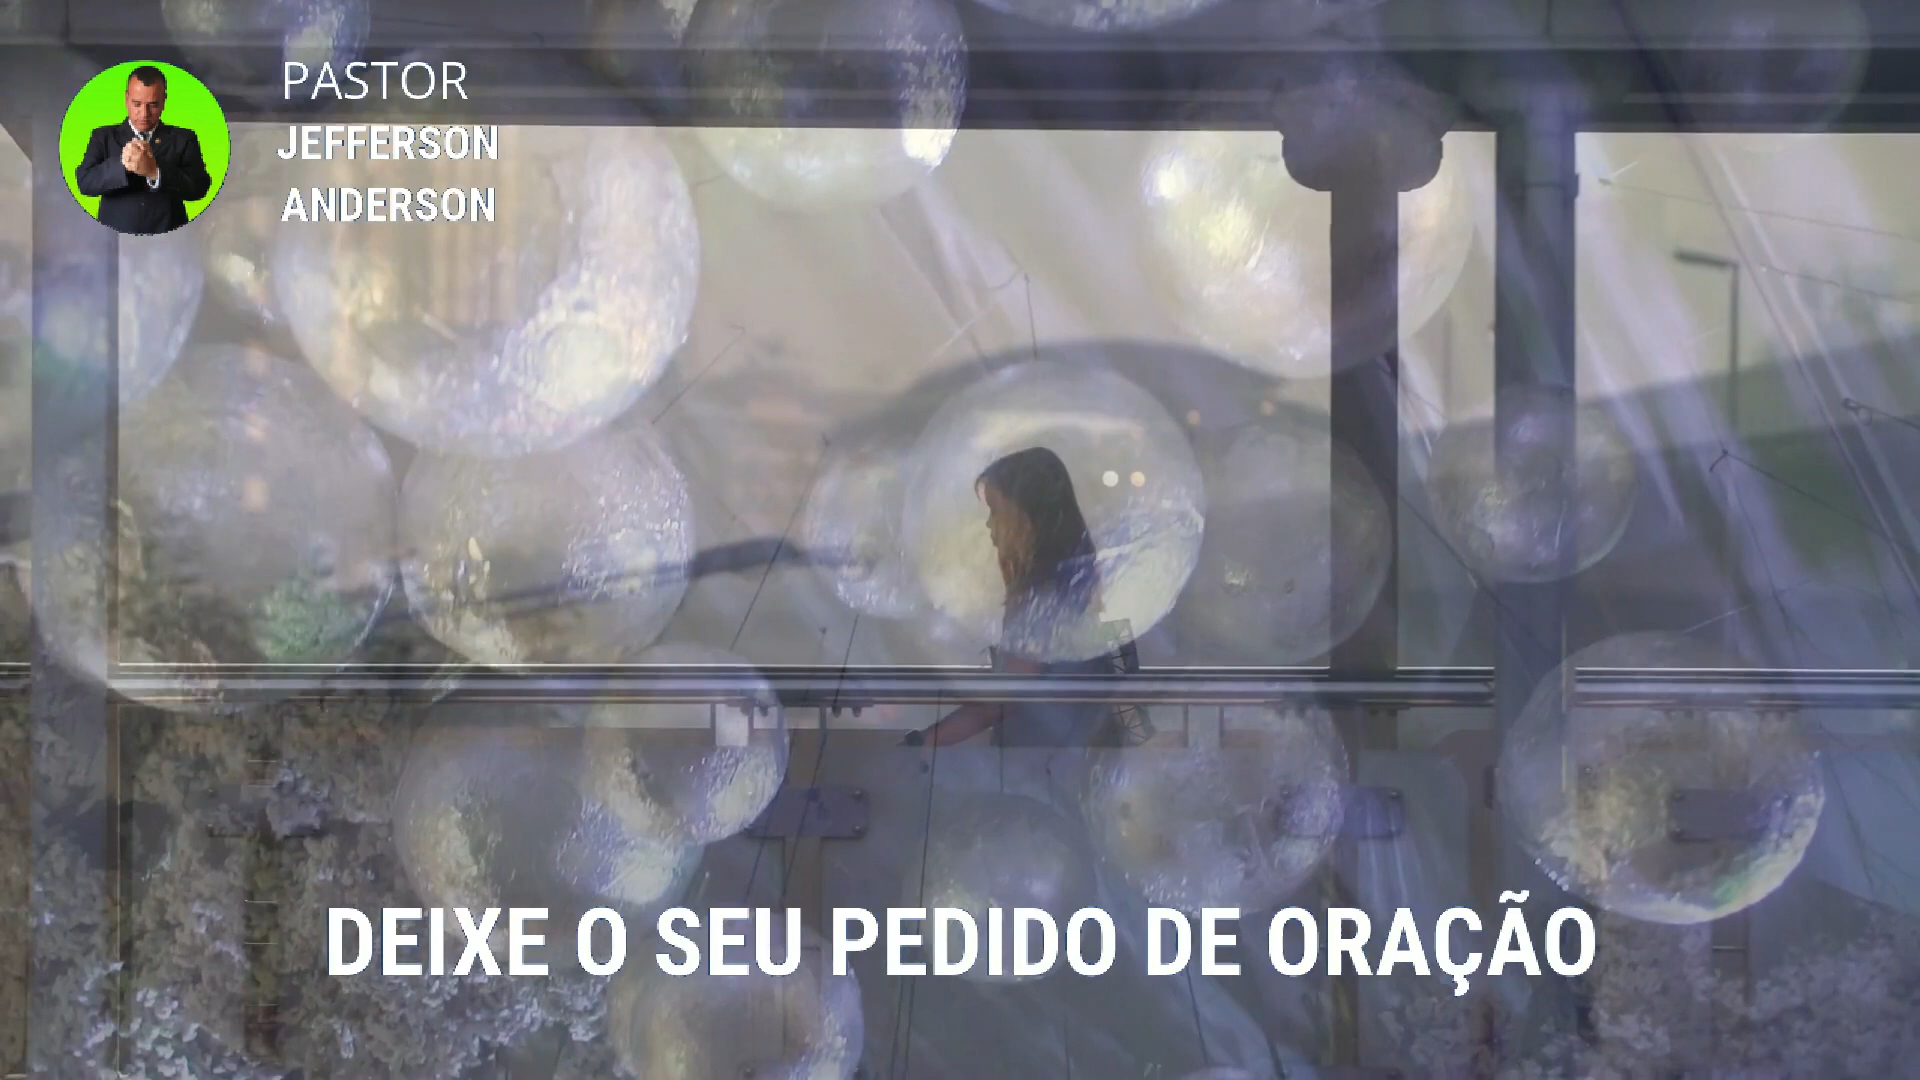 PASTOR
JEFFERSON
ANDERSON
DEIXE O SEU PEDIDO DE ORAÇÃO